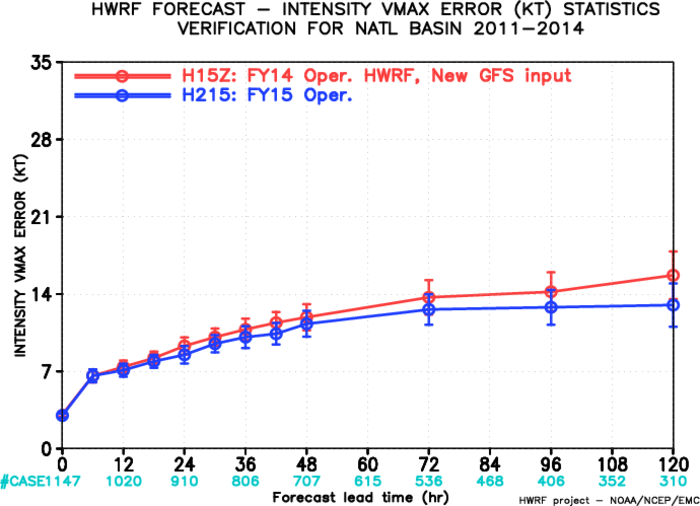 HWRF FORECAST – INTENSITY VMAX ERROR (KT) STATISTICS
VERIFICATION FOR NATL BASIN 2011–2014
H15Z: FY14 Oper. HWRF, New GFS input
H215: FY15 Oper.
INTENSITY VMAX ERROR (KT)
35
28
21
14
7
0
0 12 24 36 48 60 72 84 96 108 120
#CASE1147 1020 910 806 707 615 536 468 406 352 310
Forecast lead time (hr)
HWRF project – NOAA/NCEP/EMC